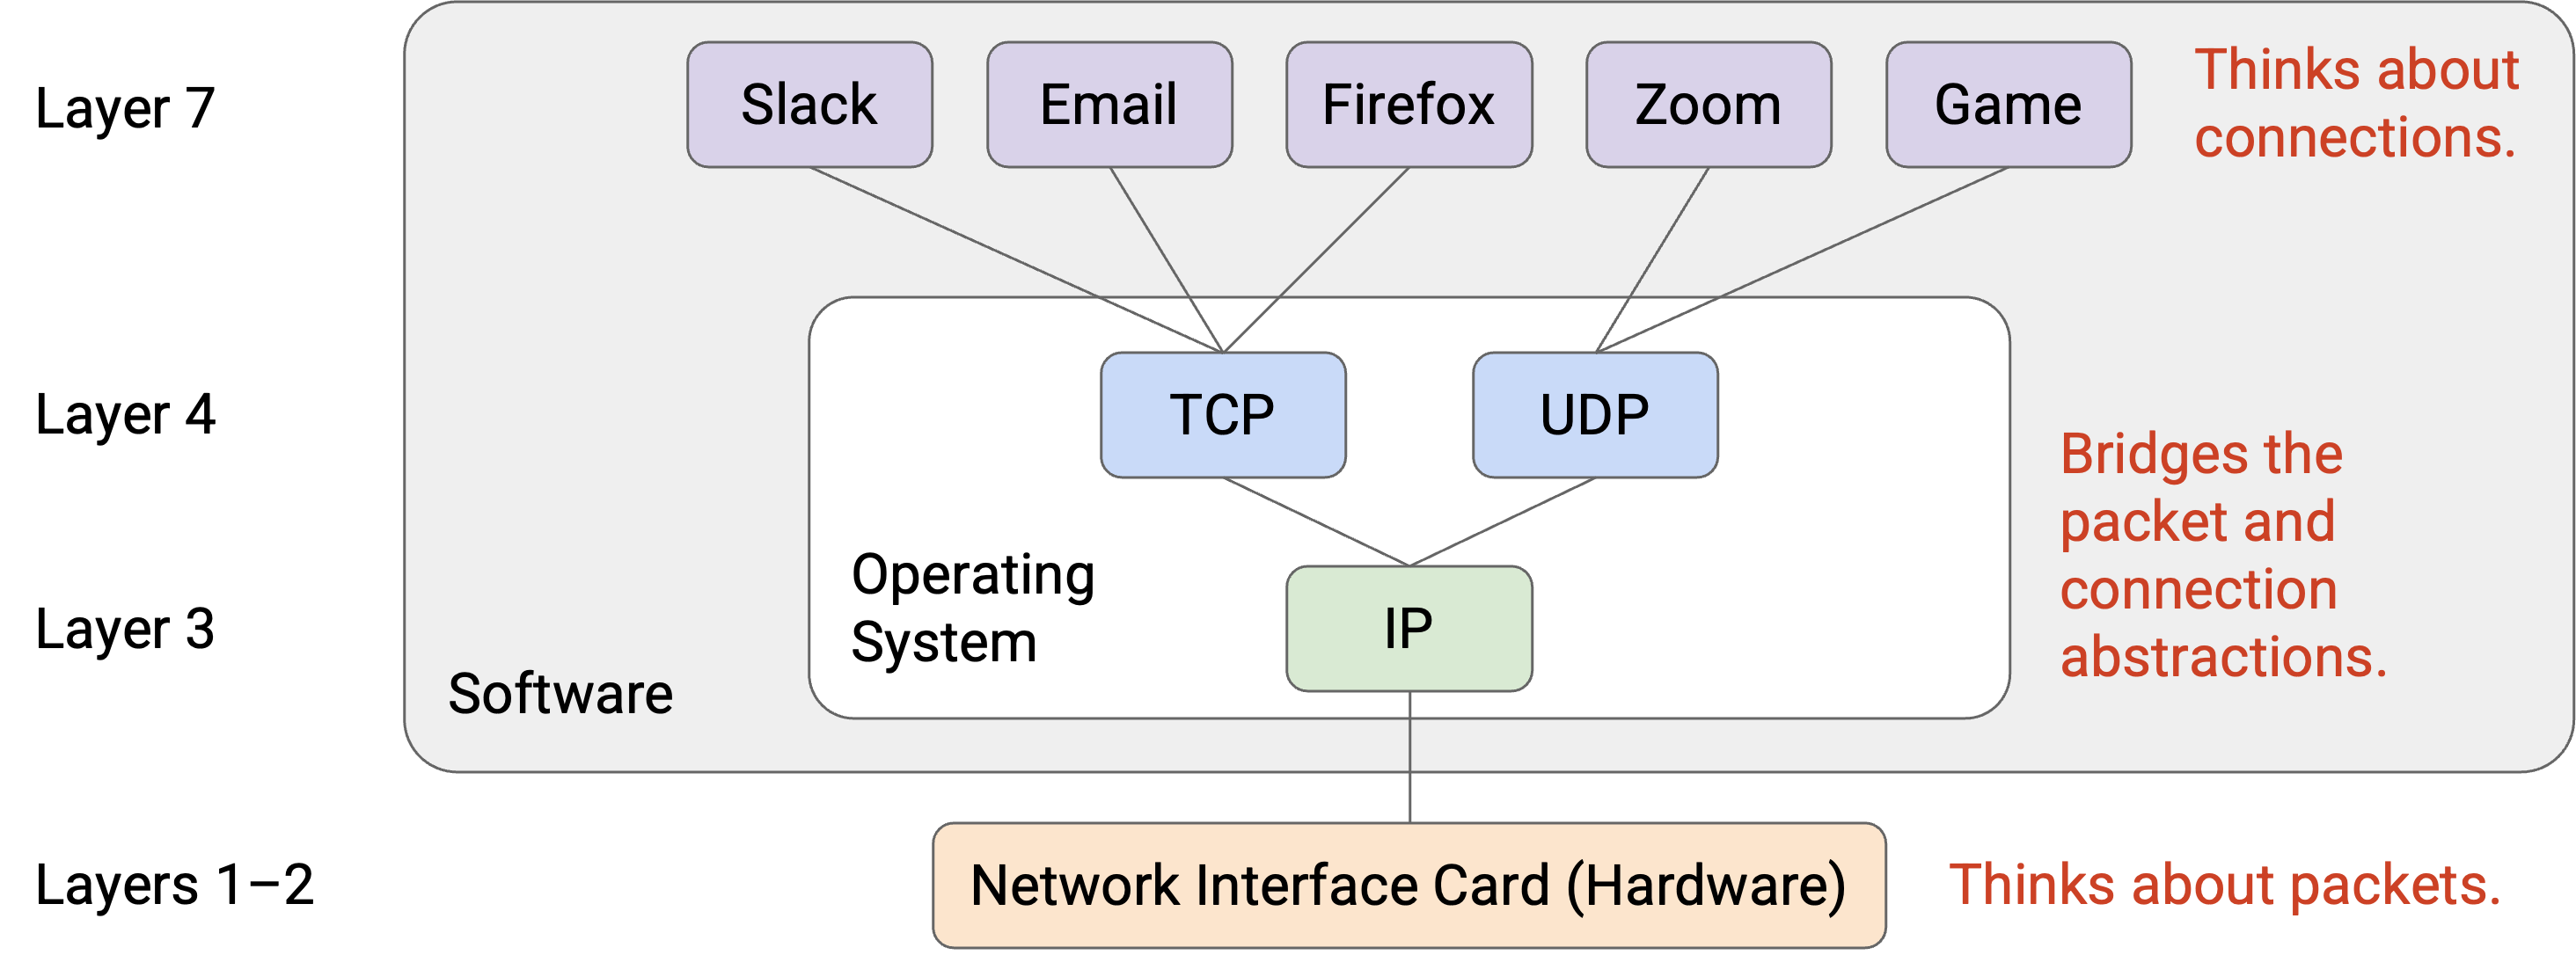 Layer 7
Slack
Email
Firefox
Zoom
Game
Thinks about
connections.
Layer 4
TCP
UDP
Bridges the
packet and
connection
abstractions.
Operating
System
Layer 3
IP
Software
Layers 1–2
Network Interface Card (Hardware)
Thinks about packets.